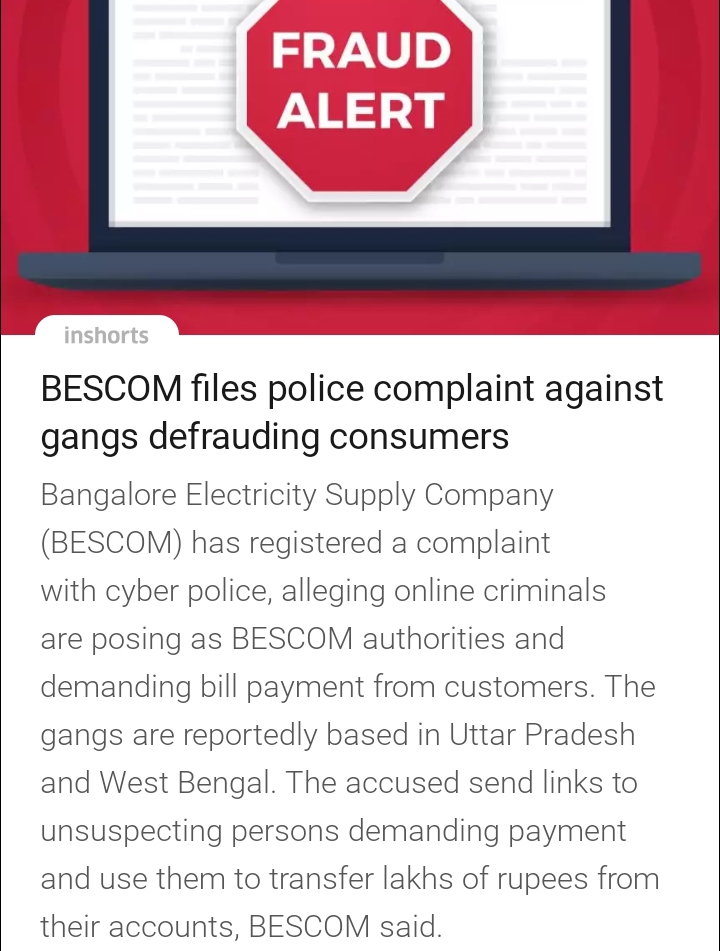 FRAUD
ALERT
inshorts
BESCOM files police complaint against
gangs defrauding consumers
Bangalore Electricity Supply Company
(BESCOM) has registered a complaint
with cyber police, alleging online criminals
are posing as BESCOM authorities and
demanding bill payment from customers. The
gangs are reportedly based in Uttar Pradesh
and West Bengal. The accused send links to
unsuspecting persons demanding payment
and use them to transfer lakhs of rupees from
their accounts, BESCOM said.